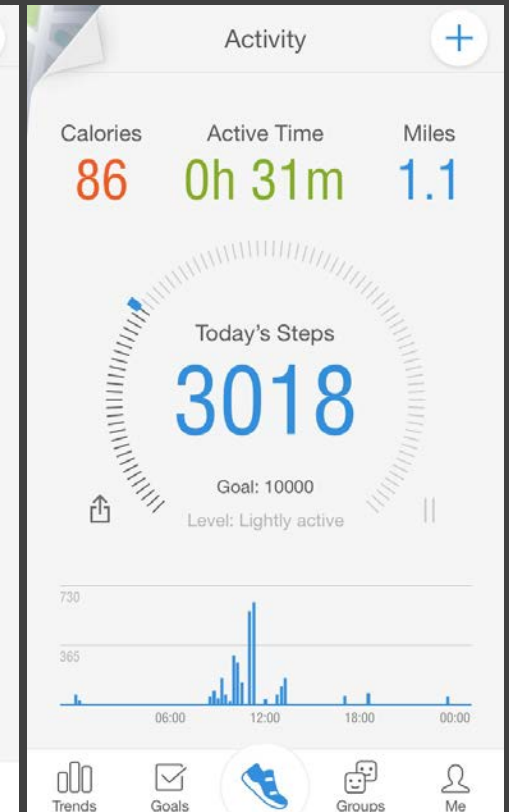 Activity
+
Calories Active Time Miles
86 0h 31m 1.1
Today's Steps
3018
Goal: 10000
Level: Lightly active
730
365
06:00 12:00 18:00 00:00
Trends Goals Groups Me